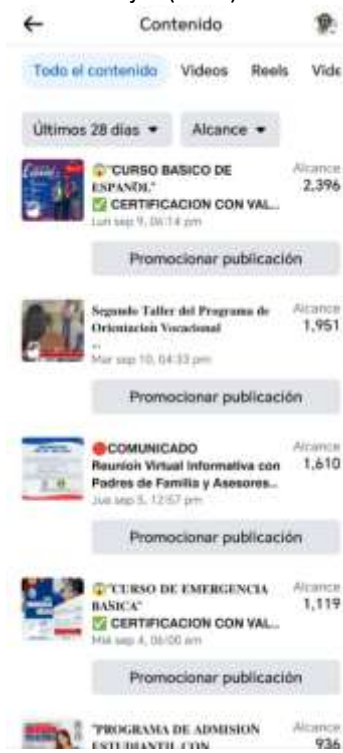 Contenido
Todo el contenido Videos Reels Vide
Últimos 28 días Alcance
"CURSO BASICO DE Alcance
ESPAÑOL" 2,396
CERTIFICACION CON VAL...
Lun sep 9, 06:14 pm
Promocionar publicación
Segundo Taller del Programa de Alcance
Orientación Vocacional 1,951
...
Mar sep 10, 04:33 pm
Promocionar publicación
COMUNICADO Alcance
Reunión Virtual Informativa con 1,610
Padres de Familia y Asesores...
Jue sep 5, 12:57 pm
Promocionar publicación
"CURSO DE EMERGENCIA Alcance
BASICA" 1,119
CERTIFICACION CON VAL...
Mié sep 4, 06:00 am
Promocionar publicación
"PROGRAMA DE ADMISION Alcance
ESTUDIANTIL CON 936